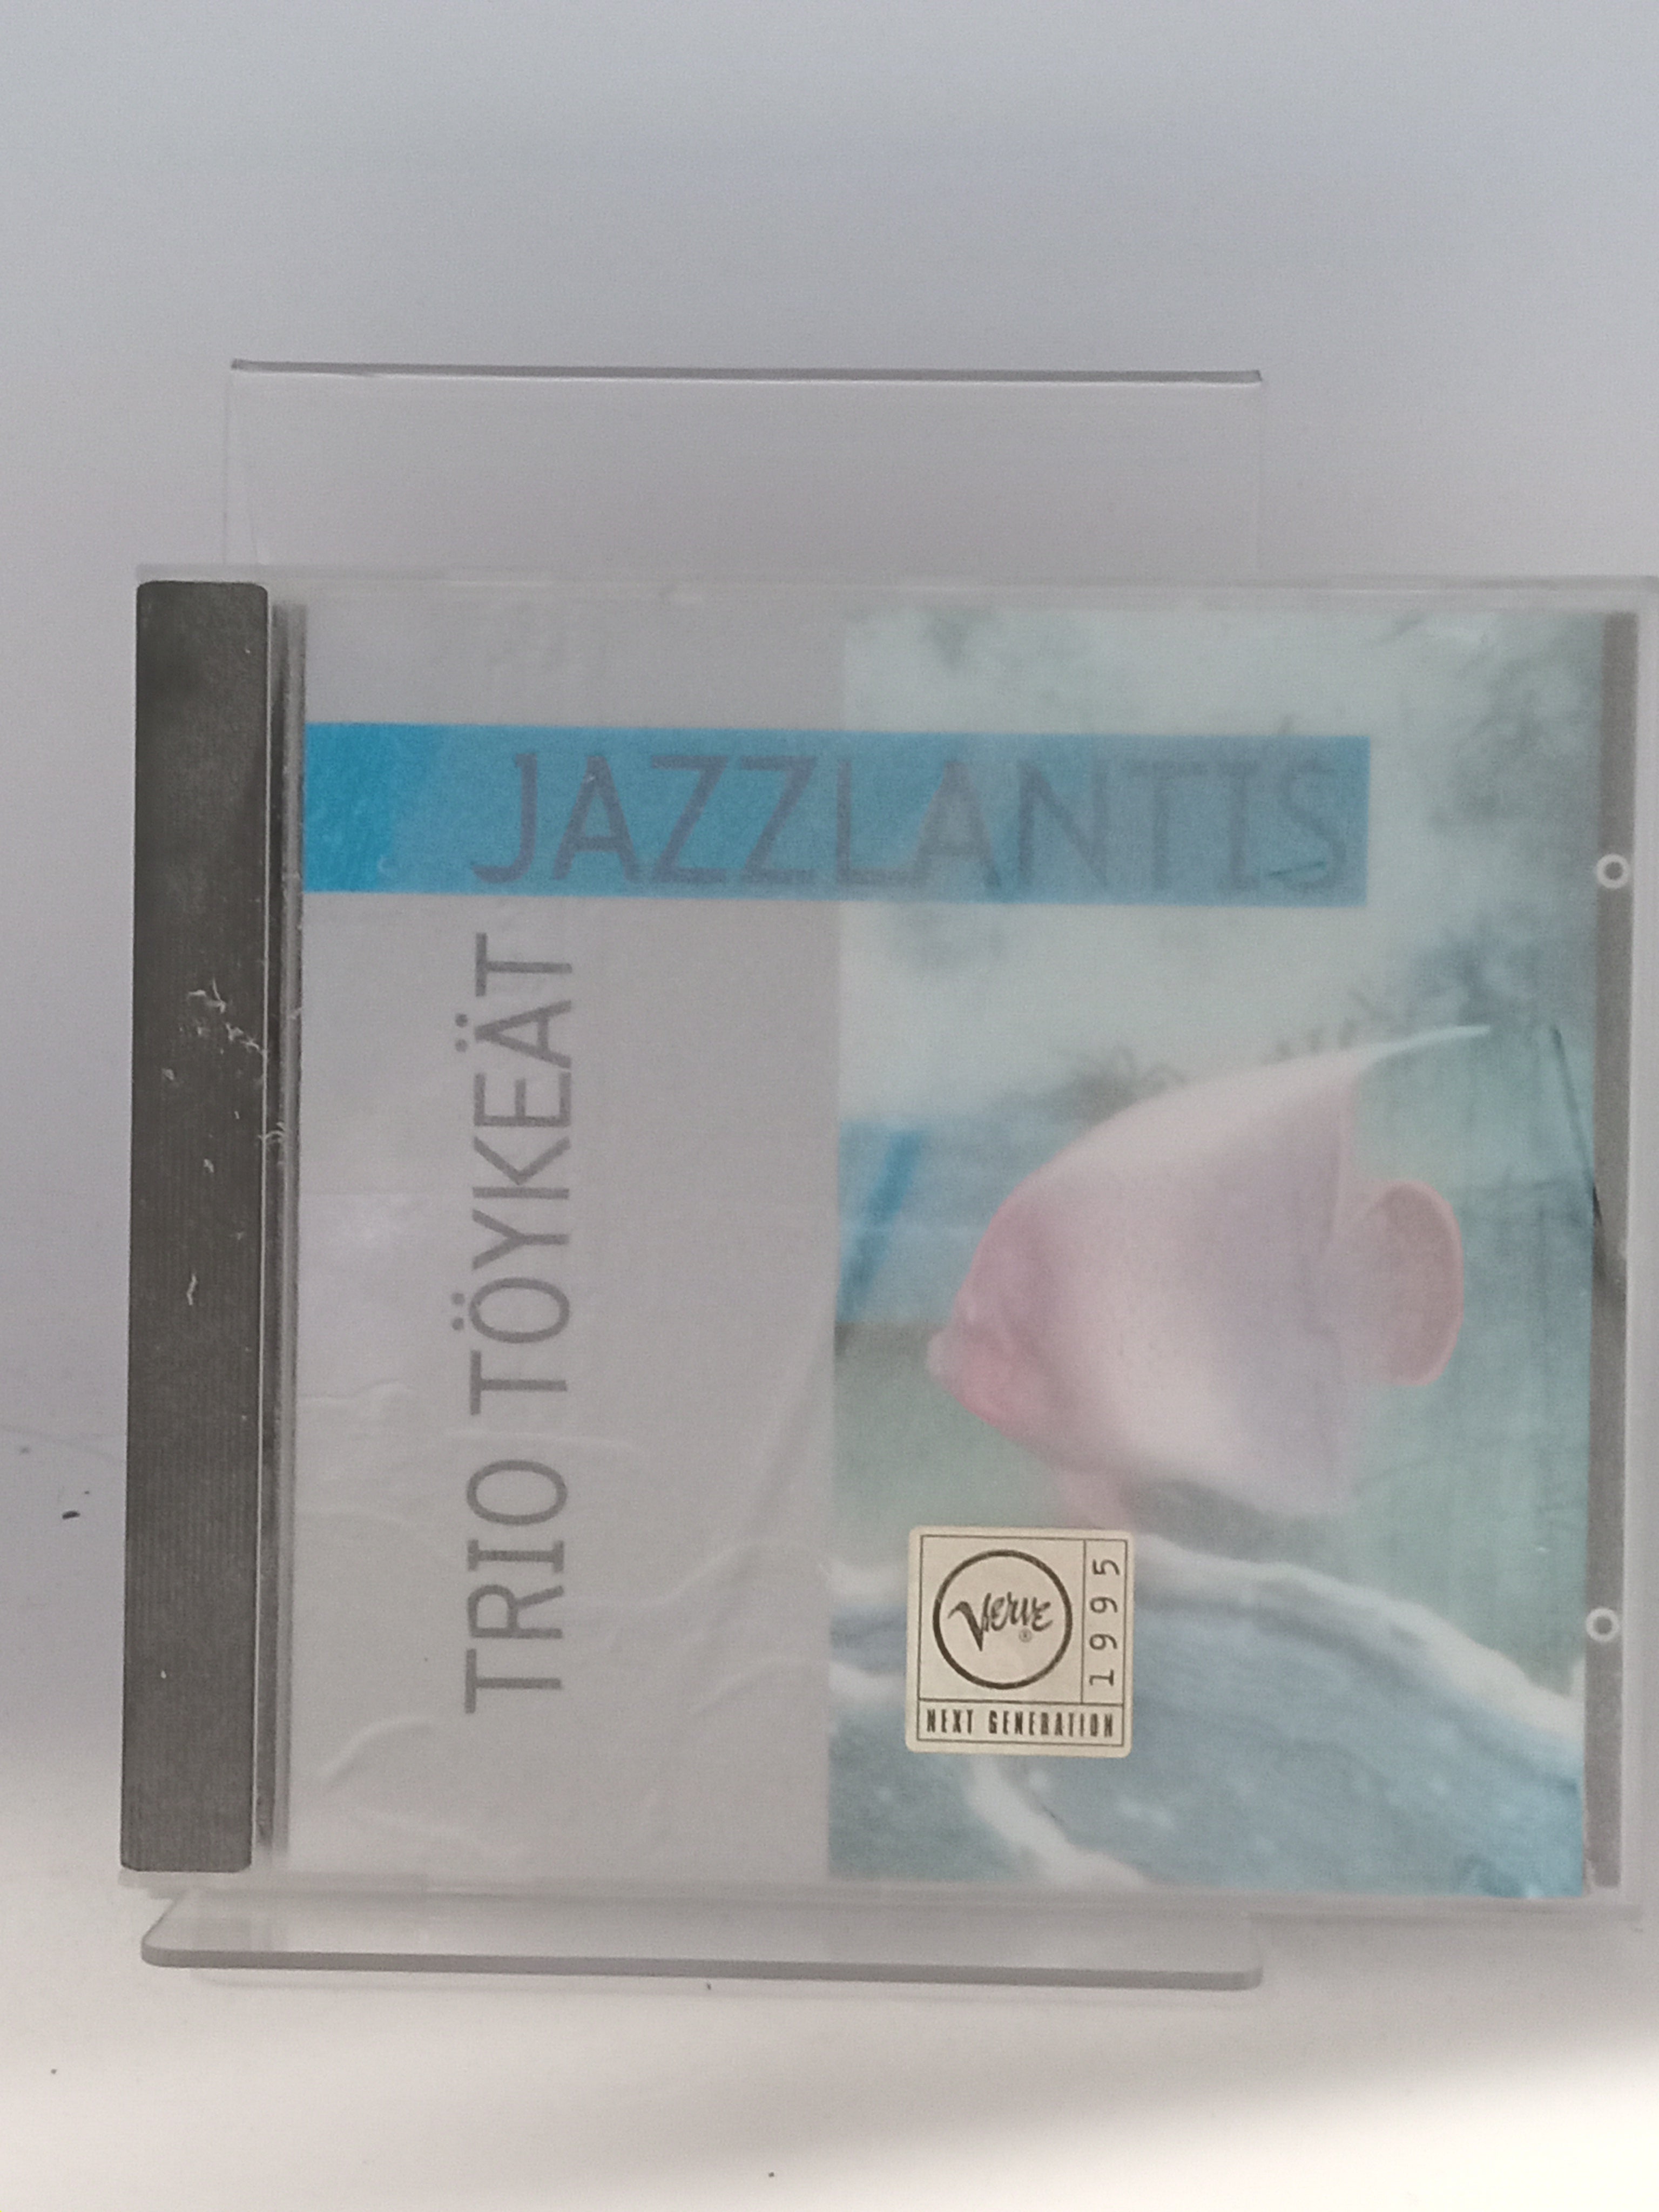 JAZZLANTIS
TRIO TÖYKEÄT
Verve ®
1995
NEXT GENERATION